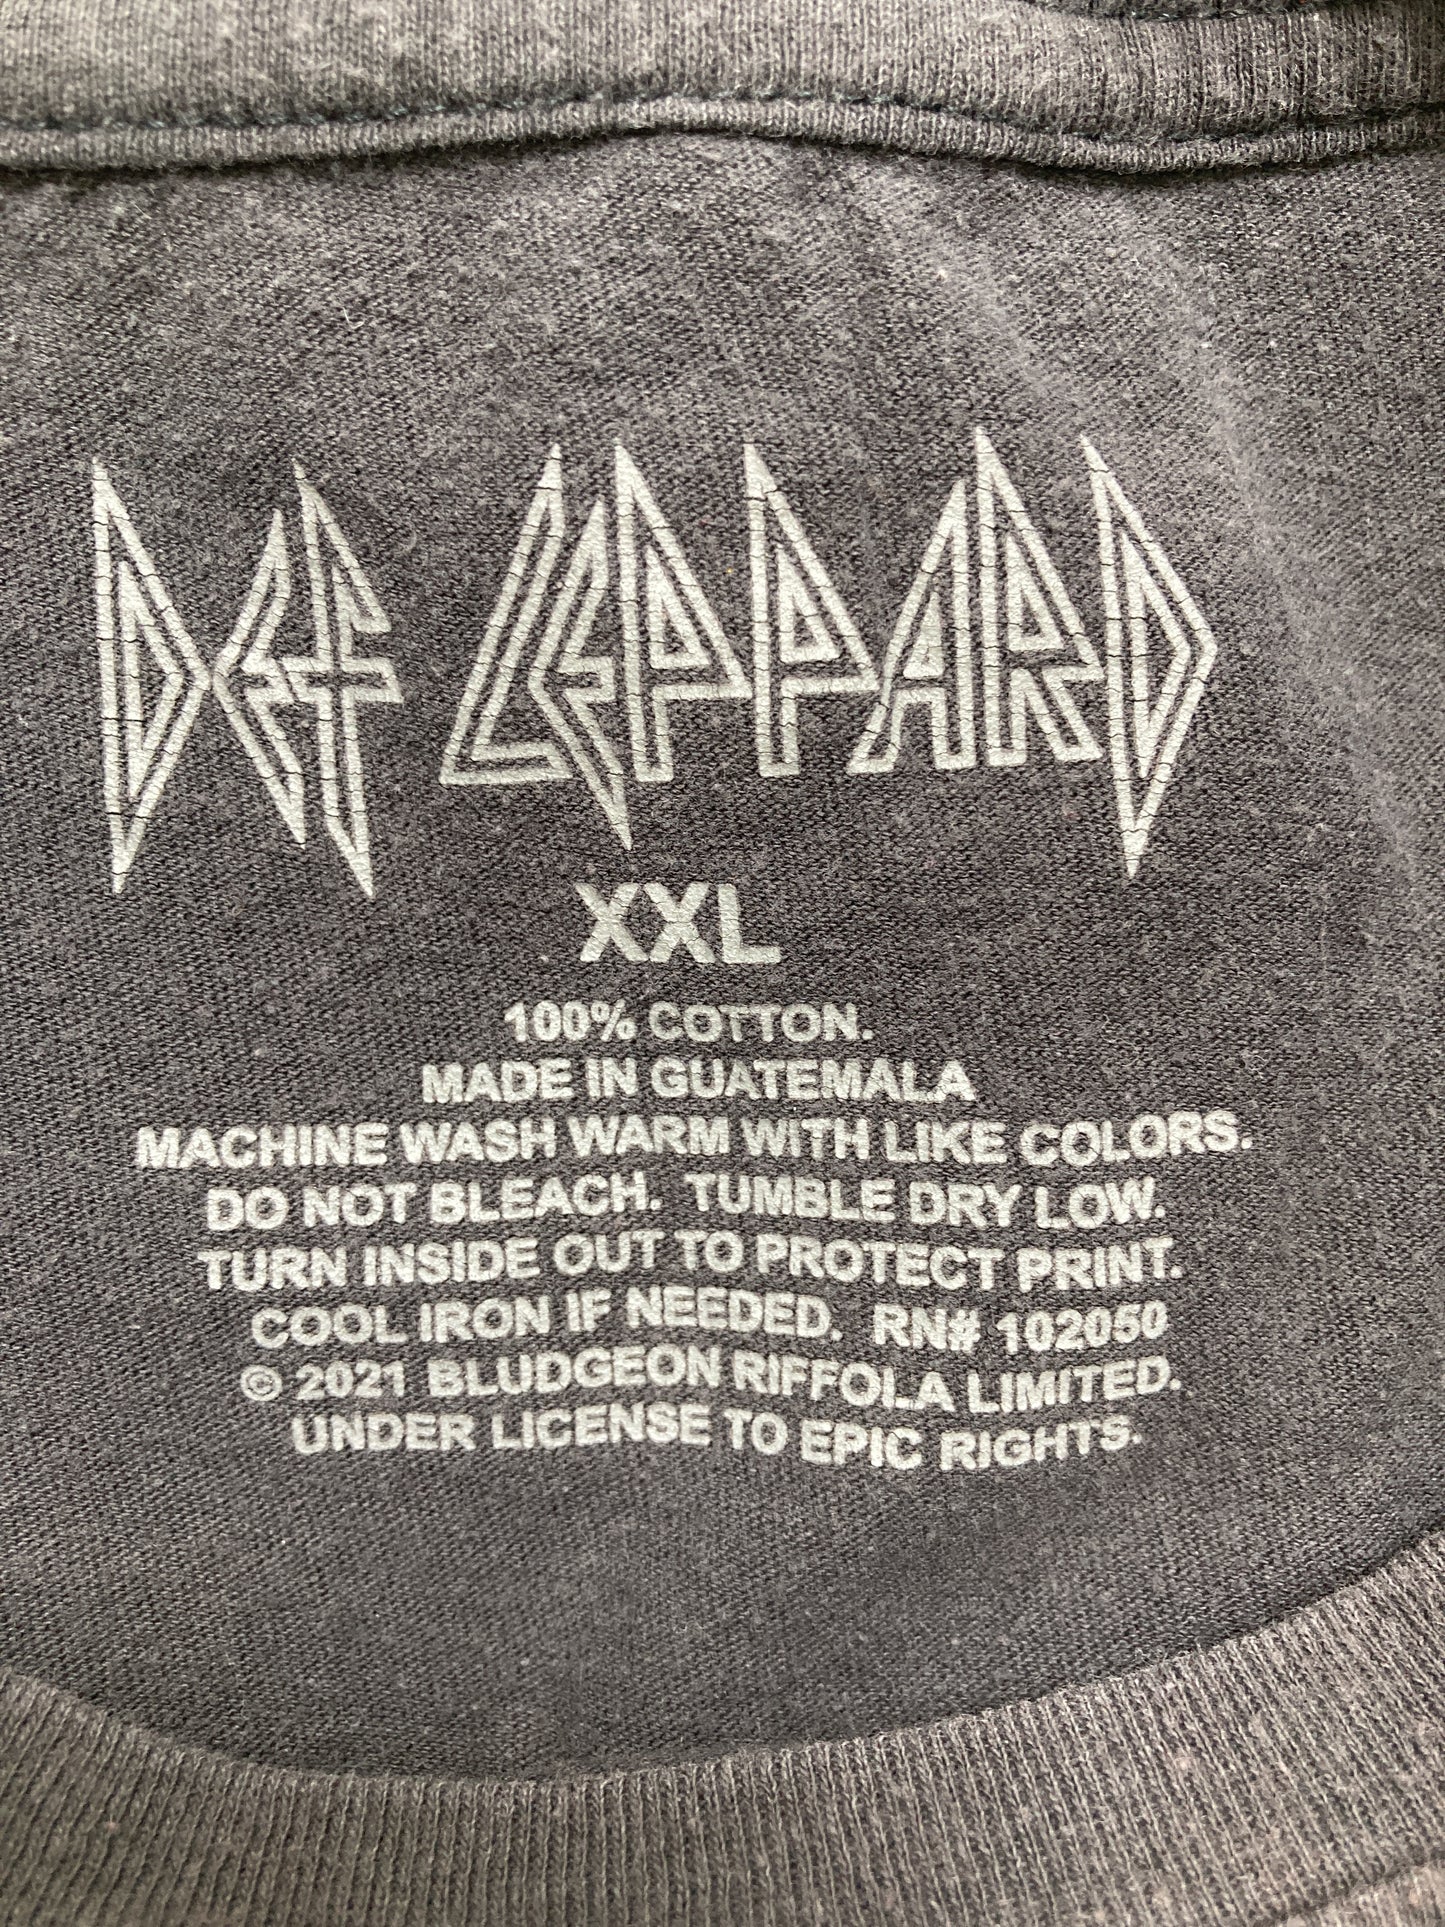 DEF LEPPARD
XXL
100% COTTON.
MADE IN GUATEMALA
MACHINE WASH WARM WITH LIKE COLORS.
DO NOT BLEACH. TUMBLE DRY LOW.
TURN INSIDE OUT TO PROTECT PRINT.
COOL IRON IF NEEDED. RN# 102050
© 2021 BLUDGEON RIFFOLA LIMITED.
UNDER LICENSE TO EPIC RIGHTS.